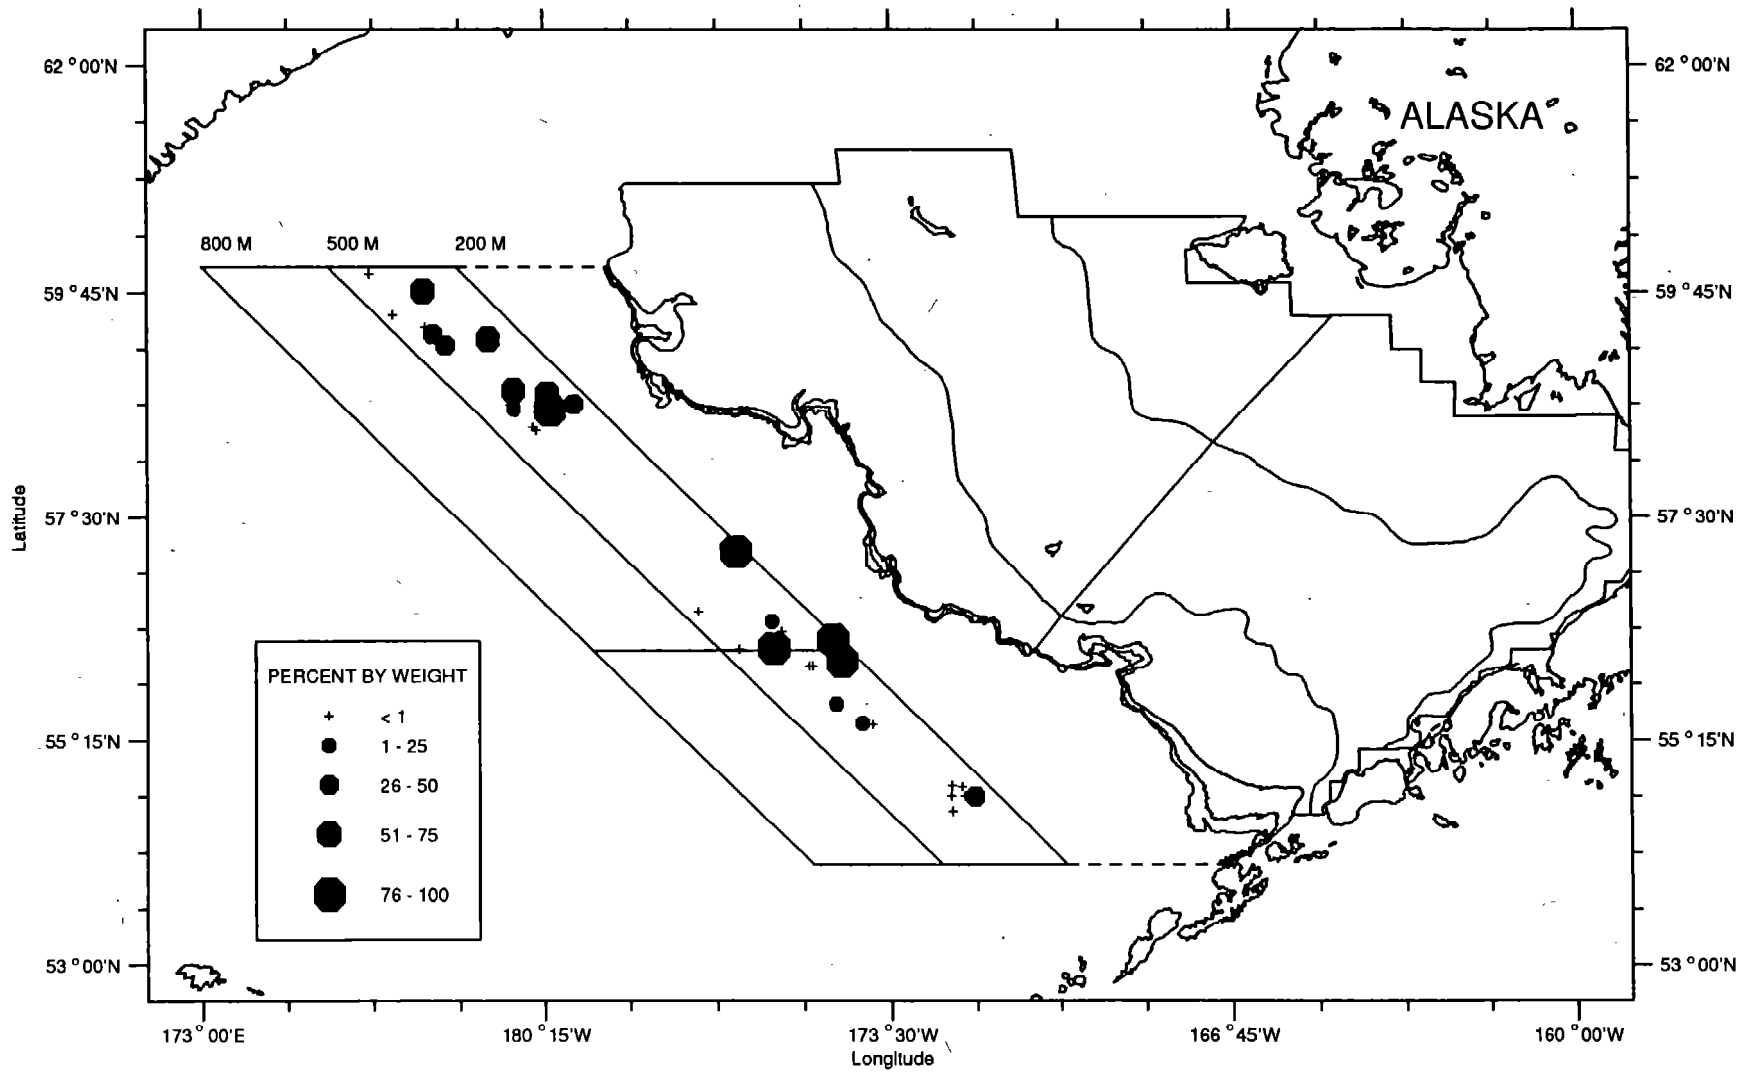 62 °00'N
62 °00'N
ALASKA
800 M
500 M
200 M
59 °45'N
59 °45'N
57 °30'N
57 °30'N
Latitude
PERCENT BY WEIGHT
< 1
1 - 25
26 - 50
51 - 75
76 - 100
55 °15'N
55 °15'N
53 °00'N
53 °00'N
173 °00'E
180 °15'W
173 °30'W
166 °45'W
160 °00'W
Longitude